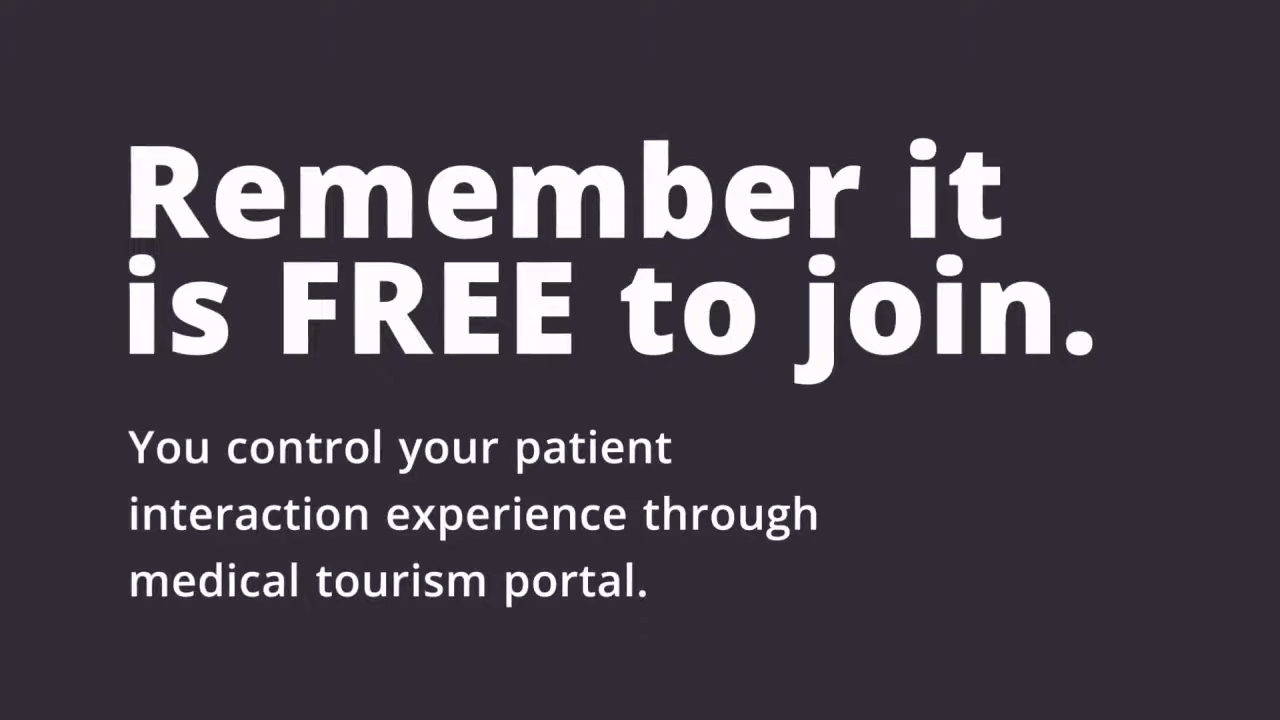 Remember it
is FREE to join.
You control your patient
interaction experience through
medical tourism portal.